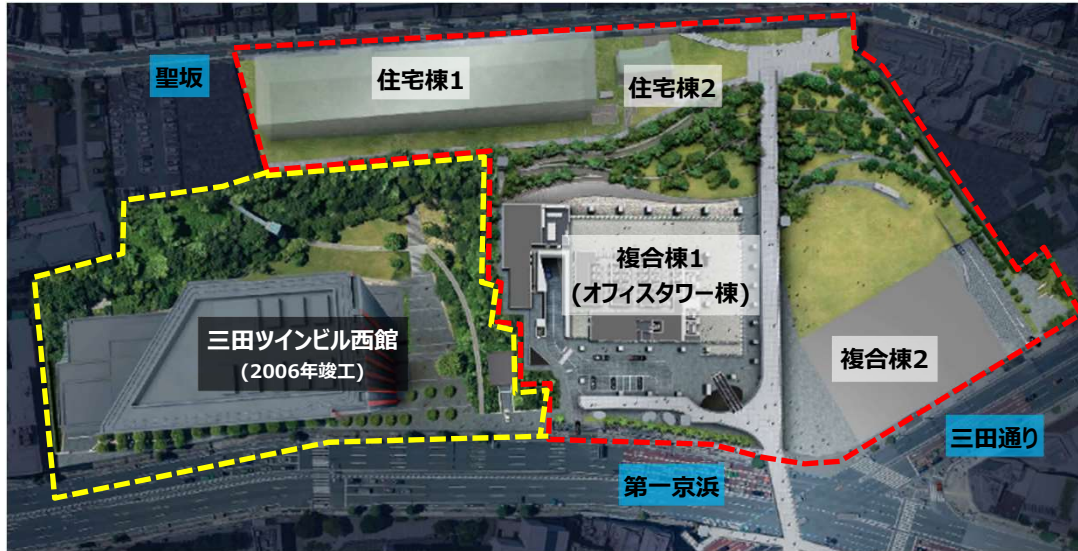 聖坂
住宅棟1
住宅棟2
複合棟1
(オフィスタワー棟)
三田ツインビル西館
(2006年竣工)
複合棟2
三田通り
第一京浜